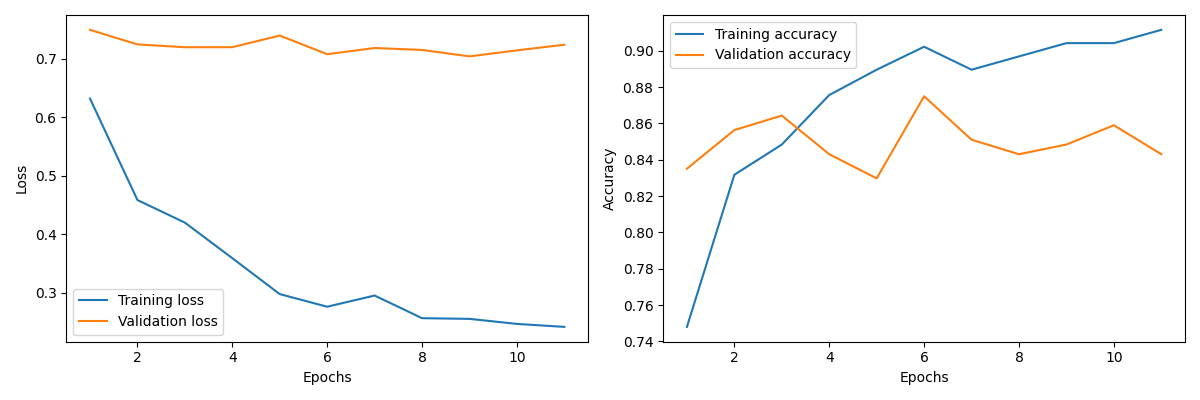 0.7
0.6
0.5
0.4
0.3
Loss
Training loss
Validation loss
2 4 6 8 10
Epochs
Training accuracy
Validation accuracy
0.90
0.88
0.86
0.84
0.82
0.80
0.78
0.76
0.74
Accuracy
2 4 6 8 10
Epochs